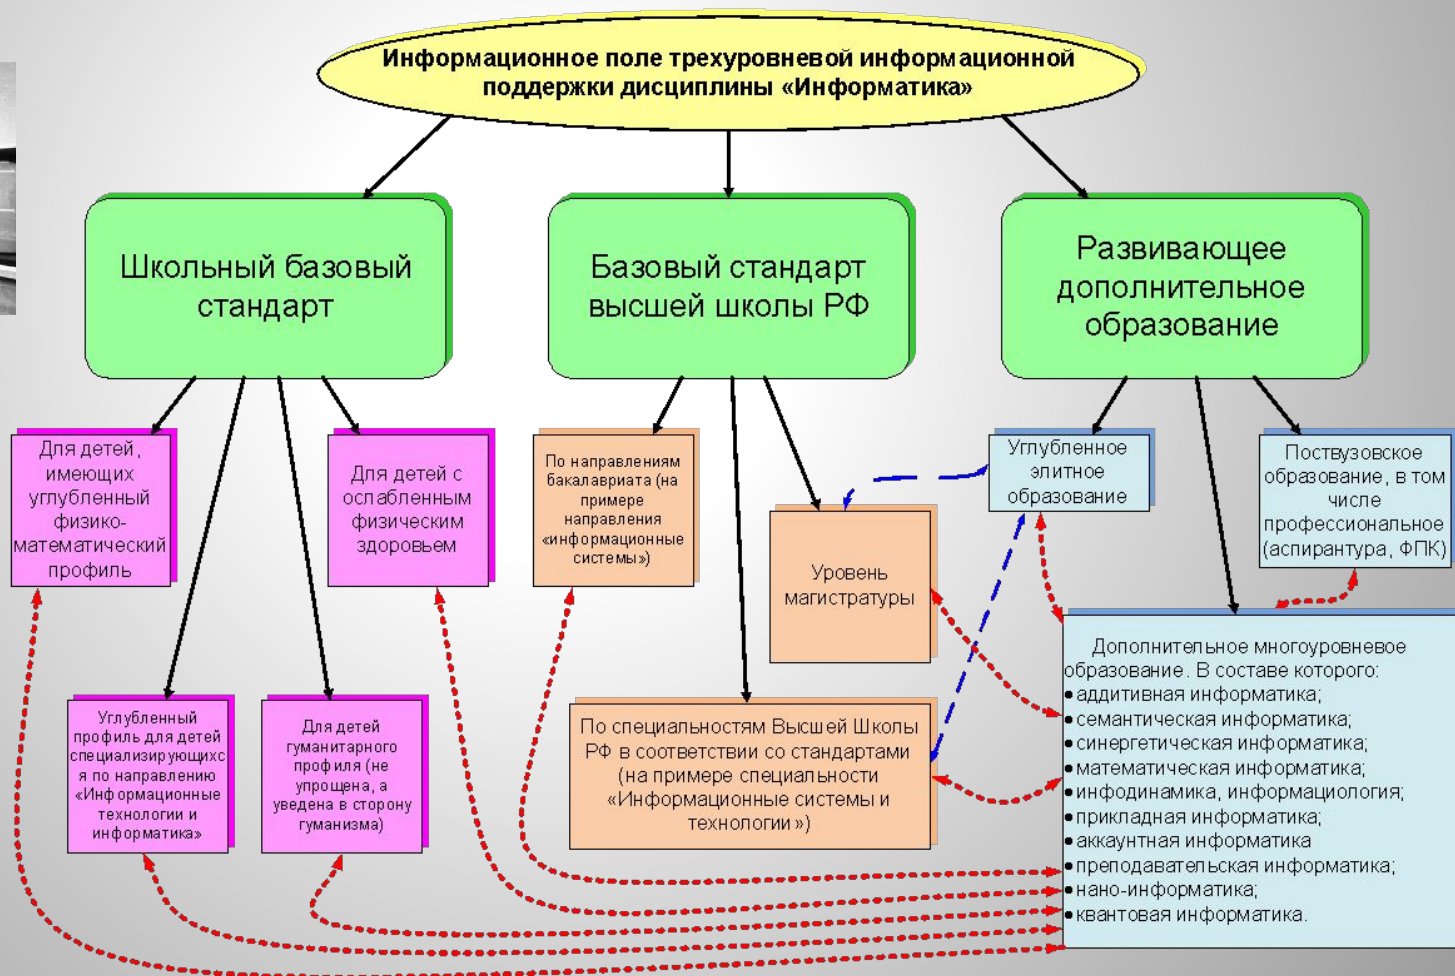 Информационное поле трехуровневой информационной
поддержки дисциплины «Информатика»
Школьный базовый
стандарт
Базовый стандарт
высшей школы РФ
Развивающее
дополнительное
образование
Для детей,
имеющих
углубленный
физико-
математический
профиль
Для детей с
ослабленным
физическим
здоровьем
По направлениям
бакалавриата (на
примере
направления
«информационные
системы»)
Уровень
магистратуры
Углубленное
элитное
образование
Поствузовское
образование, в том
числе
профессиональное
(аспирантура, ФПК)
Углубленный
профиль для детей
специализирующихс
я по направлению
«Информационные
технологии и
информатика»
Для детей
гуманитарного
профиля (не
упрощена, а
уведена в сторону
гуманизма)
По специальностям Высшей Школы
РФ в соответствии со стандартами
(на примере специальности
«Информационные системы и
технологии»)
Дополнительное многоуровневое
образование. В составе которого:
•аддитивная информатика;
•семантическая информатика;
•синергетическая информатика;
•математическая информатика;
•инфодинамика, информациология;
•прикладная информатика;
•аккаунтная информатика
•преподавательская информатика;
•нано-информатика;
•квантовая информатика.